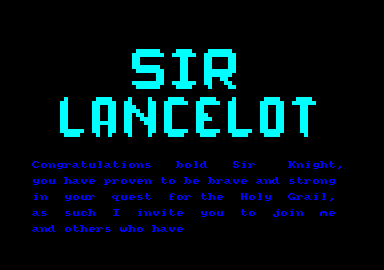 SIR
LANCELOT
Congratulations bold Sir Knight,
you have proven to be brave and strong
in your quest for the Holy Grail,
as such I invite you to join me
and others who have